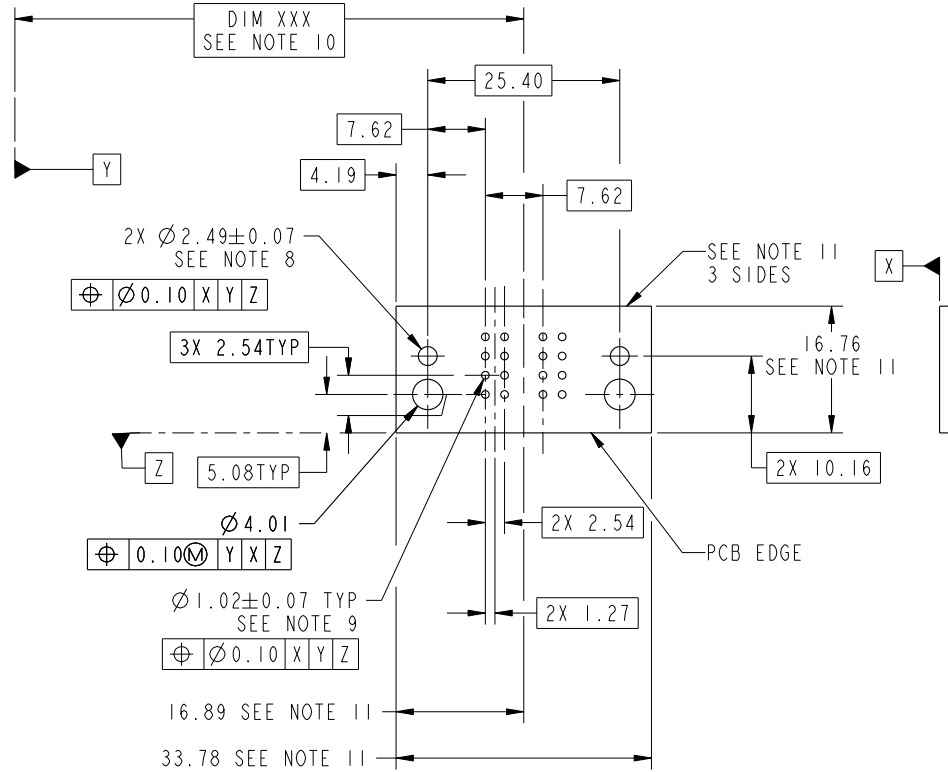 DIM XXX
SEE NOTE 10
25.40
7.62
Y
4.19
7.62
2X Ø2.49±0.07
SEE NOTE 8
⌖ Ø0.10 X Y Z
SEE NOTE 11
3 SIDES
X
3X 2.54TYP
16.76
SEE NOTE 11
Z
5.08TYP
2X 10.16
Ø4.01
⌖ 0.10Ⓜ Y X Z
2X 2.54
PCB EDGE
Ø1.02±0.07 TYP
SEE NOTE 9
⌖ Ø0.10 X Y Z
2X 1.27
16.89 SEE NOTE 11
33.78 SEE NOTE 11